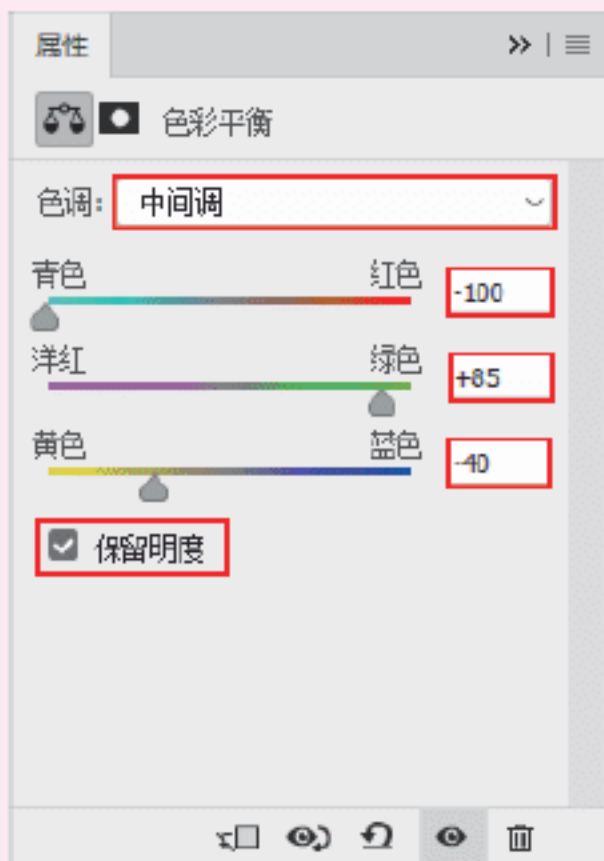 属性
色彩平衡
色调: 中间调
青色 红色 -100
洋红 绿色 +85
黄色 蓝色 -40
保留明度